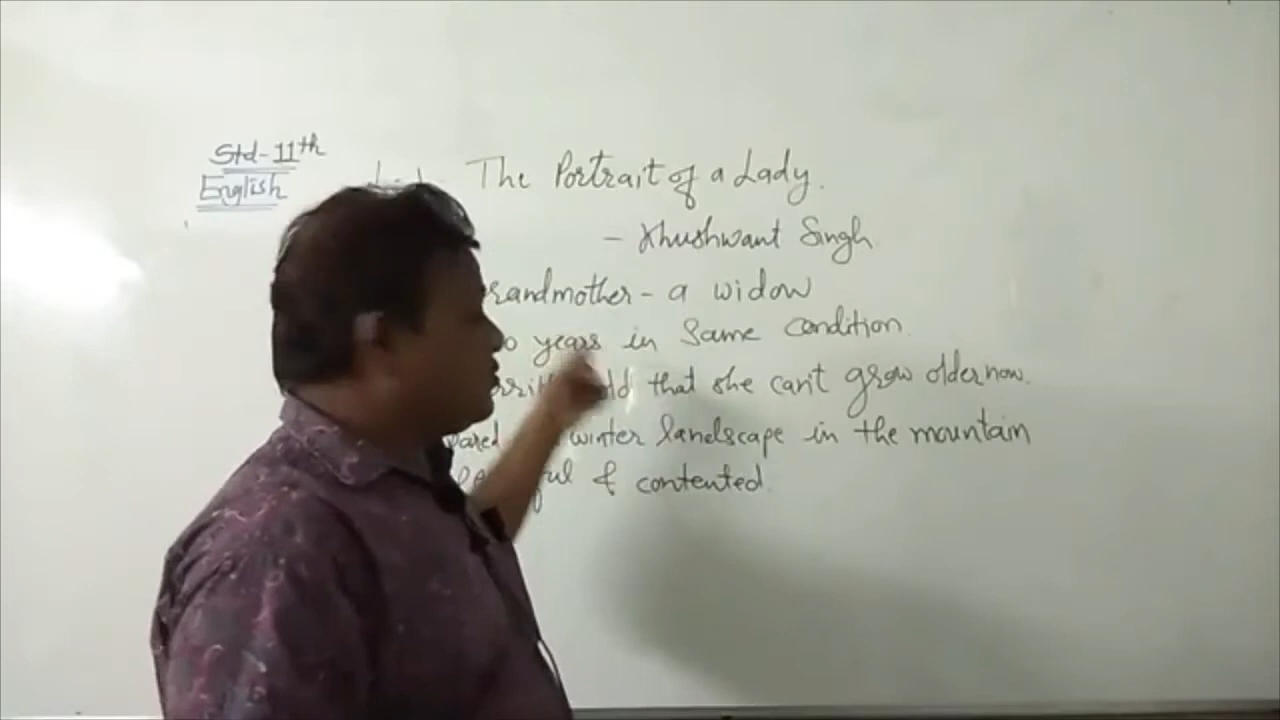 Std-11th
English
The Portrait of a Lady.
- Khushwant Singh
randmother - a widow
years in Same Condition.
old that she can't grow older now.
winter landscape in the mountain
& contented.